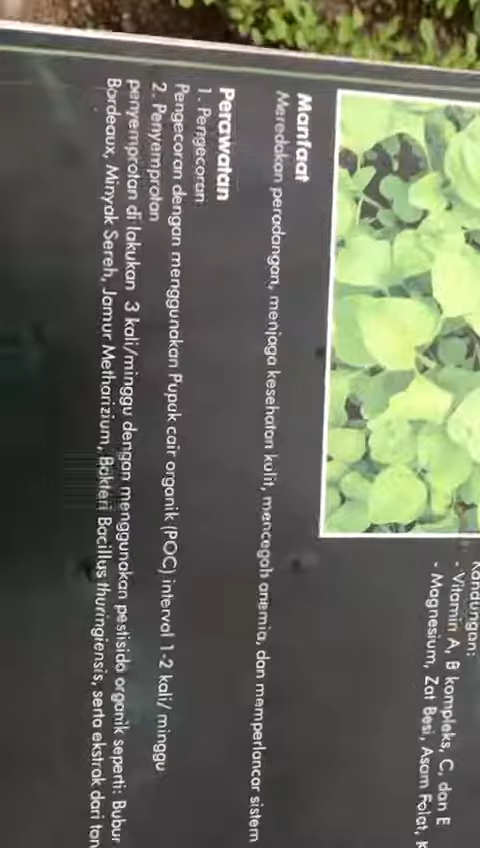 Kandungan:
- Vitamin A, B kompleks, C, dan E
- Magnesium, Zat Besi, Asam Folat,
Manfaat
Meredakan peradangan, menjaga kesehatan kulit, mencegah anemia, dan memperlancar sistem
Perawatan
1. Pengecoran
Pengecoran dengan menggunakan Pupuk cair organik (POC) interval 1-2 kali/ minggu
2. Penyemprotan
penyemprotan di lakukan 3 kali/minggu dengan menggunakan pestisida organik seperti: Bubur
Bordeaux, Minyak Sereh, Jamur Metharizium, Bakteri Bacillus thuringiensis, serta ekstrak dari tan